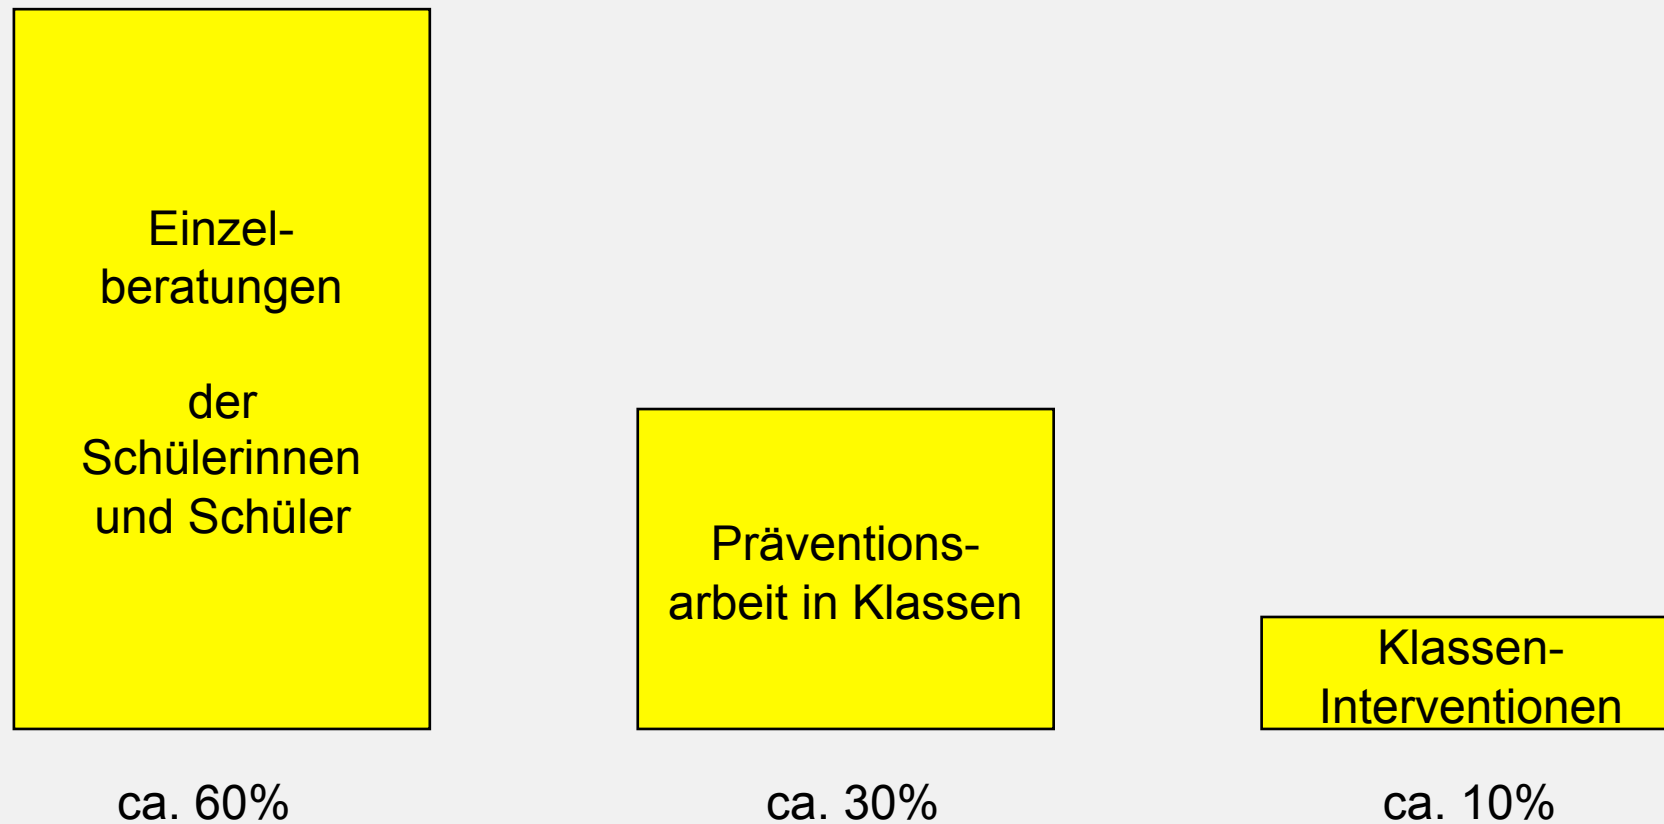 Einzel-
beratungen
der
Schülerinnen
und Schüler
Präventions-
arbeit in Klassen
Klassen-
Interventionen
ca. 60%
ca. 30%
ca. 10%